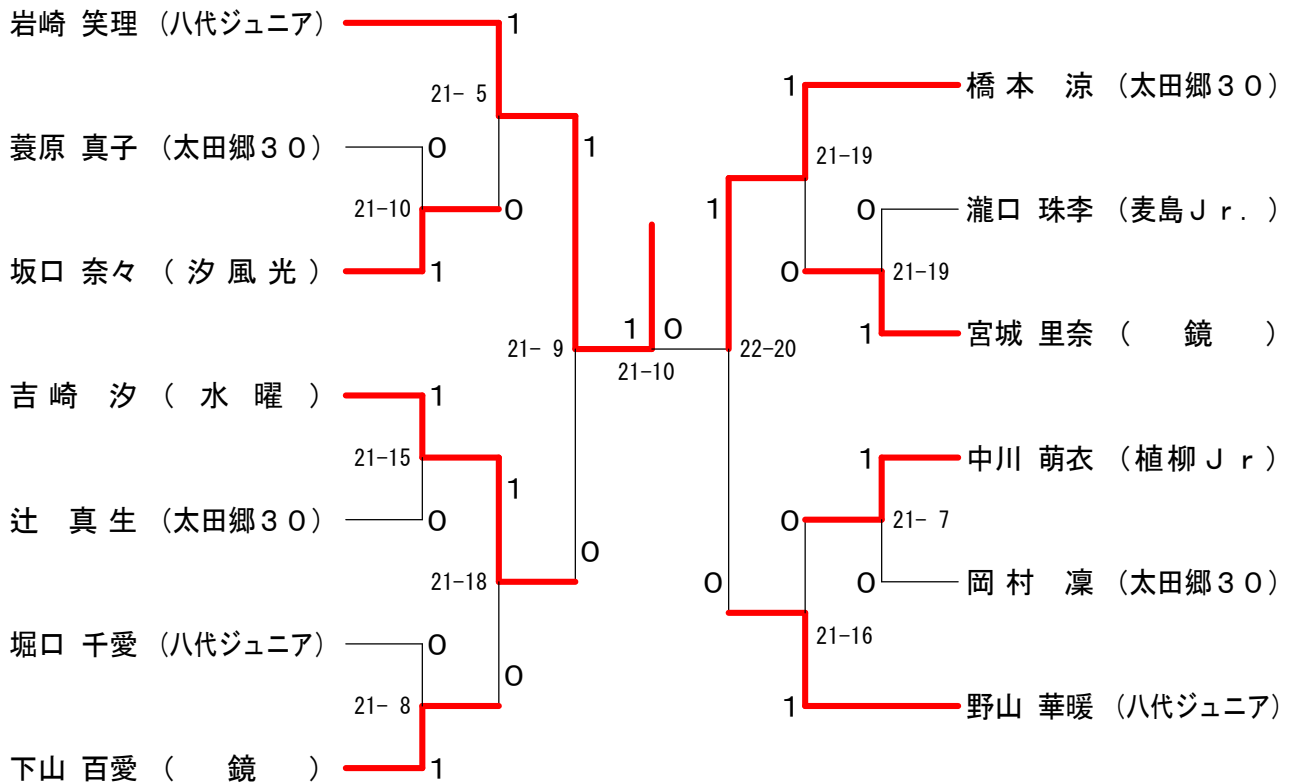 岩崎 笑理 (八代ジュニア)
1
21- 5
1
蓑原 真子 (太田郷３０)
0
21-10
0
坂口 奈々 ( 汐 風 光 )
1
21- 9
吉 崎 汐 ( 水 曜 )
1
21-15
1
辻 真 生 (太田郷３０)
0
21-18
0
堀口 千愛 (八代ジュニア)
0
21- 8
0
下山 百愛 ( 鏡 )
1
1
0
21-10
橋 本 涼 (太田郷３０)
1
21-19
1
瀧口 珠李 (麦島Ｊｒ.)
0
0
21-19
宮城 里奈 ( 鏡 )
1
22-20
中川 萌衣 (植柳Ｊｒ)
1
0
21- 7
岡 村 凜 (太田郷３０)
0
0
21-16
野山 華暖 (八代ジュニア)
1